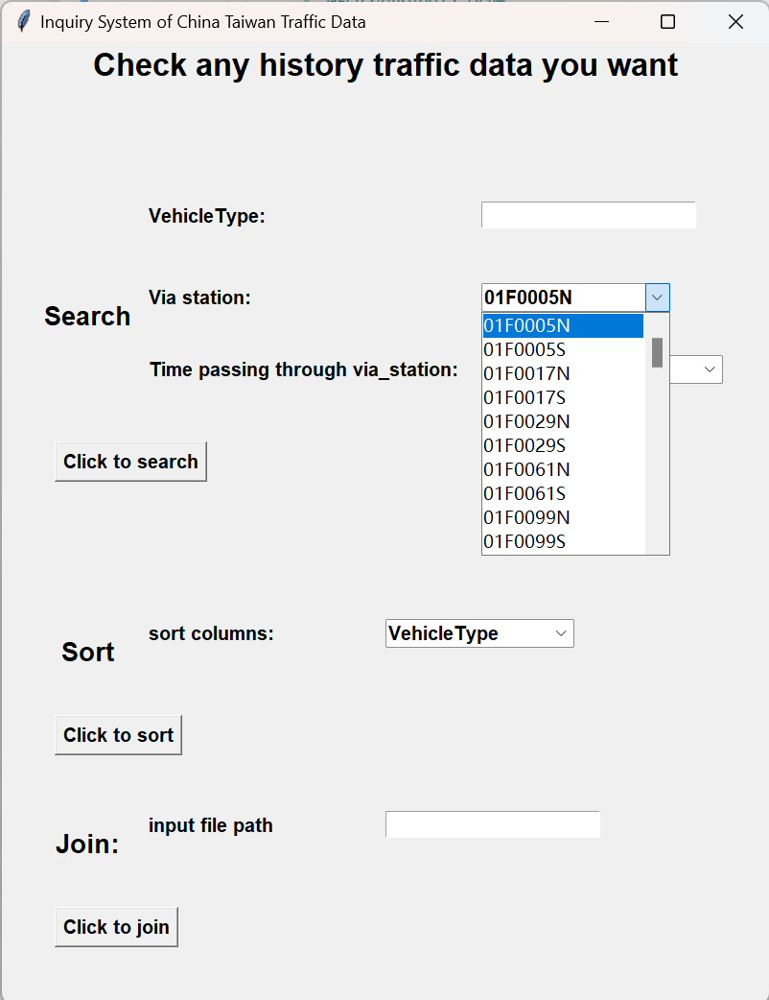 Inquiry System of China Taiwan Traffic Data
Check any history traffic data you want
VehicleType:
Via station:
01F0005N
Search
01F0005N
01F0005S
Time passing through via_station:
01F0017N
01F0017S
01F0029N
01F0029S
Click to search
01F0061N
01F0061S
01F0099N
01F0099S
sort columns:
VehicleType
Sort
Click to sort
input file path
Join:
Click to join